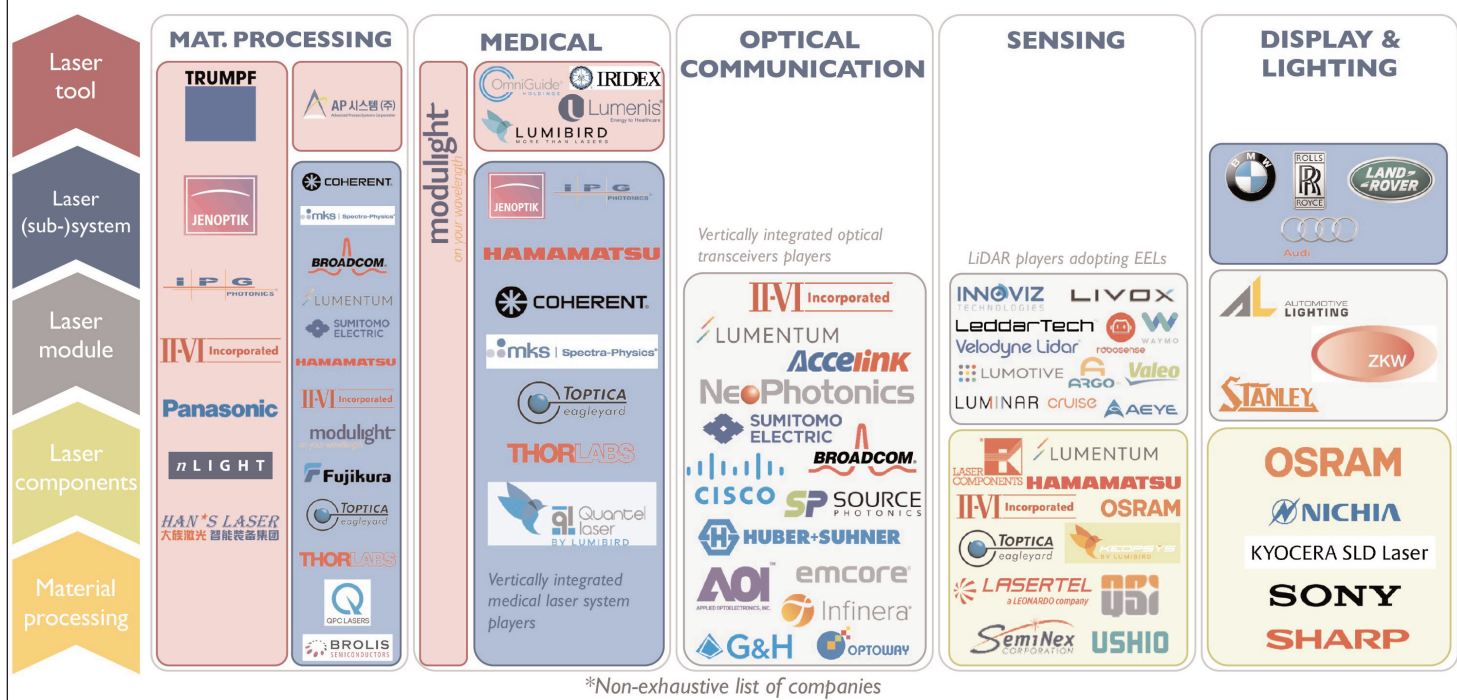 Laser
tool
Laser
(sub-)system
Laser
module
Laser
components
Material
processing
MAT. PROCESSING
TRUMPF
JENOPTIK
IPG
PHOTONICS
II-VI Incorporated
Panasonic
nLIGHT
HAN*S LASER
大族激光 智能装备集团
AP 시스템 (주)
COHERENT
mks | Spectra-Physics
BROADCOM
LUMENTUM
SUMITOMO
ELECTRIC
HAMAMATSU
II-VI Incorporated
modulight
Fujikura
TOPTICA
eagleyard
THORLABS
QPC LASERS
BROLIS
SEMICONDUCTORS
MEDICAL
modulight
on your wavelength
OmniGuide
HOLDINGS
IRIDEX
Lumenis
Energy to Healthcare
LUMIBIRD
MORE THAN LASERS
JENOPTIK
IPG
PHOTONICS
HAMAMATSU
COHERENT
mks | Spectra-Physics
TOPTICA
eagleyard
THORLABS
Quantel
laser
BY LUMIBIRD
Vertically integrated
medical laser system
players
OPTICAL
COMMUNICATION
Vertically integrated optical
transceivers players
II-VI Incorporated
LUMENTUM
Accelink
NeoPhotonics
SUMITOMO
ELECTRIC
BROADCOM
CISCO
SP SOURCE
PHOTONICS
HUBER+SUHNER
AOI
APPLIED OPTOELECTRONICS, INC.
emcore
Infinera
G&H
OPTOWAY
SENSING
LiDAR players adopting EELs
INNOVIZ
TECHNOLOGIES
LIVOX
LeddarTech
robosense
WAYMO
Velodyne Lidar
LUMOTIVE
ARGO
Valeo
LUMINAR
cruise
AEYE
LASER
COMPONENTS
LUMENTUM
HAMAMATSU
II-VI Incorporated
OSRAM
TOPTICA
eagleyard
KEOPSYS
BY LUMIBIRD
LASERTEL
a LEONARDO company
QSI
SemiNex
CORPORATION
USHIO
DISPLAY &
LIGHTING
BMW
ROLLS
RR
ROYCE
LAND-
ROVER
Audi
AL AUTOMOTIVE
LIGHTING
ZKW
STANLEY
OSRAM
NICHIA
KYOCERA SLD Laser
SONY
SHARP
*Non-exhaustive list of companies